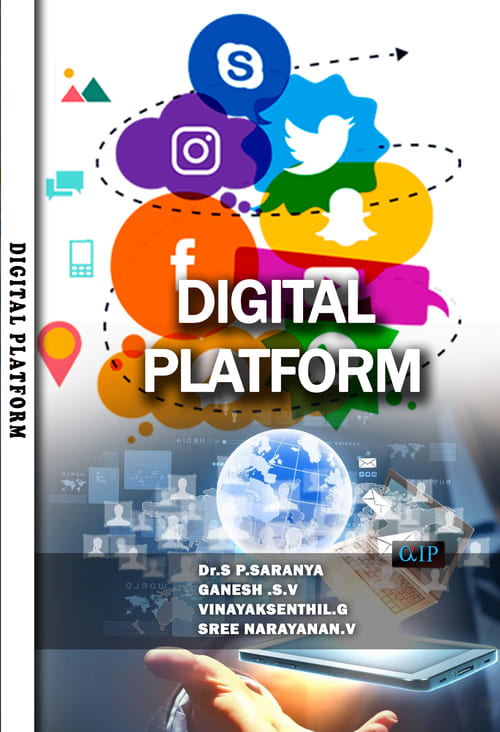 DIGITAL PLATFORM
DIGITAL
PLATFORM
αIP
Dr.S P.SARANYA
GANESH .S.V
VINAYAKSENTHIL.G
SREE NARAYANAN.V